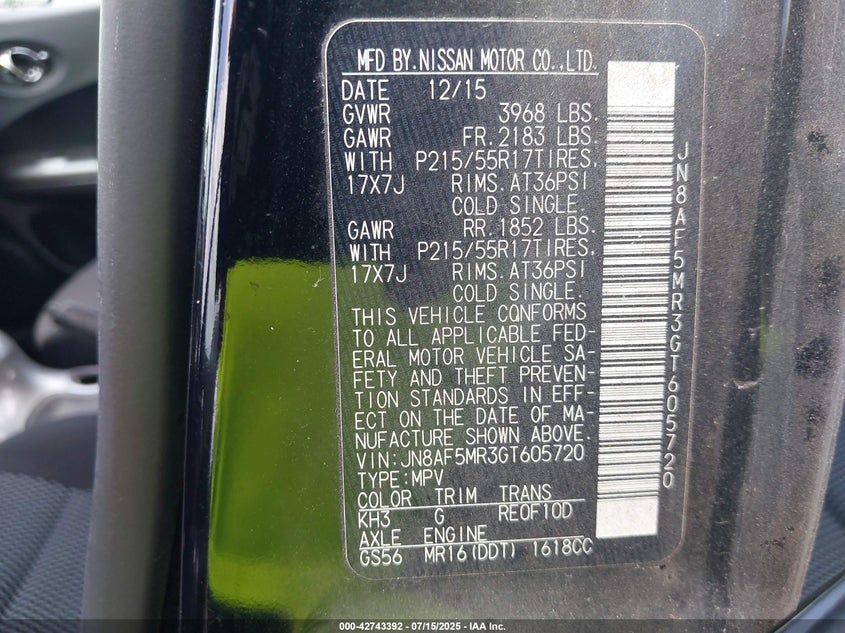 MFD BY.NISSAN MOTOR CO.,LTD.
DATE 12/15
GVWR 3968 LBS.
GAWR FR.2183 LBS.
WITH P215/55R17TIRES,
17X7J RIMS.AT36PSI
COLD SINGLE.
GAWR RR.1852 LBS.
WITH P215/55R17TIRES,
17X7J RIMS.AT36PSI
COLD SINGLE.
THIS VEHICLE CONFORMS
TO ALL APPLICABLE FED-
ERAL MOTOR VEHICLE SA-
FETY AND THEFT PREVEN-
TION STANDARDS IN EFF-
ECT ON THE DATE OF MA-
NUFACTURE SHOWN ABOVE.
VIN:JN8AF5MR3GT605720
TYPE:MPV
COLOR TRIM TRANS
KH3 G RE0F10D
AXLE ENGINE
GS56 MR16(DDT) 1618CC
JN8AF5MR3GT605720
000-42743392 - 07/15/2025 - IAA Inc.